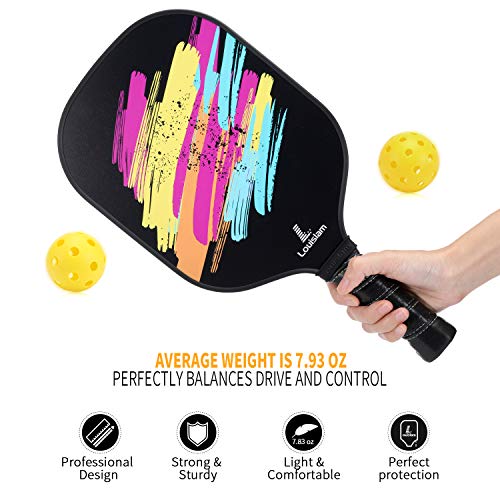 Louislam
AVERAGE WEIGHT IS 7.93 OZ
PERFECTLY BALANCES DRIVE AND CONTROL
7.83 oz
Professional
Design
Strong &
Sturdy
Light &
Comfortable
Perfect
protection